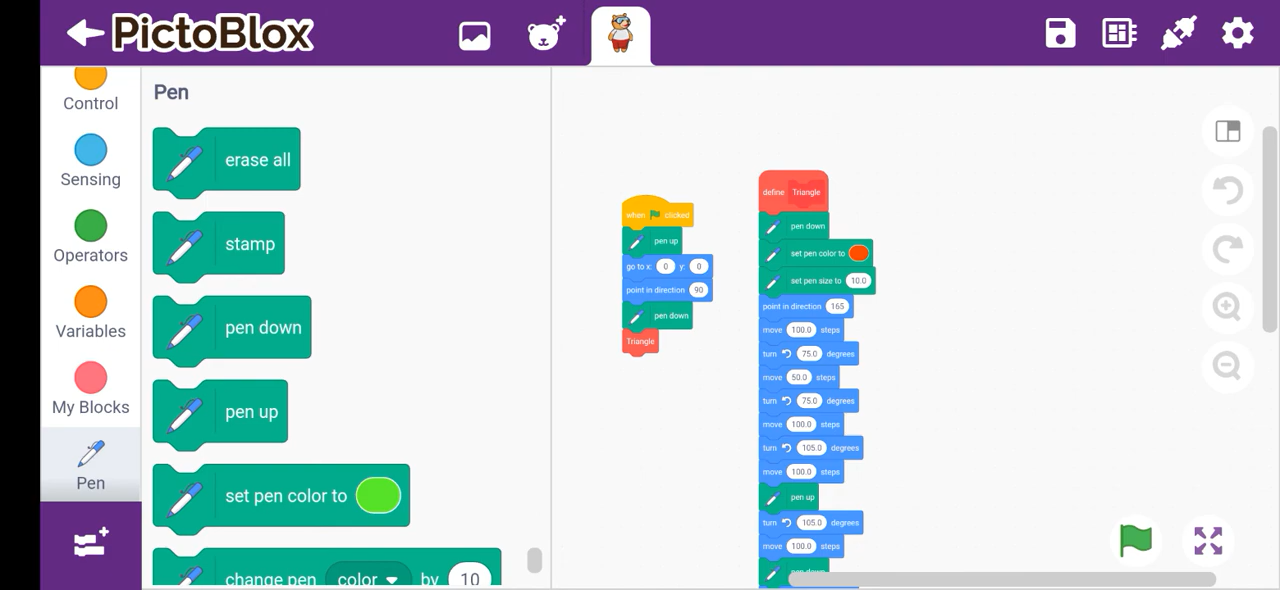 PictoBlox
Control
Sensing
Operators
Variables
My Blocks
Pen
Pen
erase all
stamp
pen down
pen up
set pen color to
change pen color by 10
when clicked
pen up
go to x: 0 y: 0
point in direction 90
pen down
Triangle
define Triangle
pen down
set pen color to
set pen size to 10.0
point in direction 165
move 100.0 steps
turn 75.0 degrees
move 50.0 steps
turn 75.0 degrees
move 100.0 steps
turn 105.0 degrees
move 100.0 steps
pen up
turn 105.0 degrees
move 100.0 steps
pen down